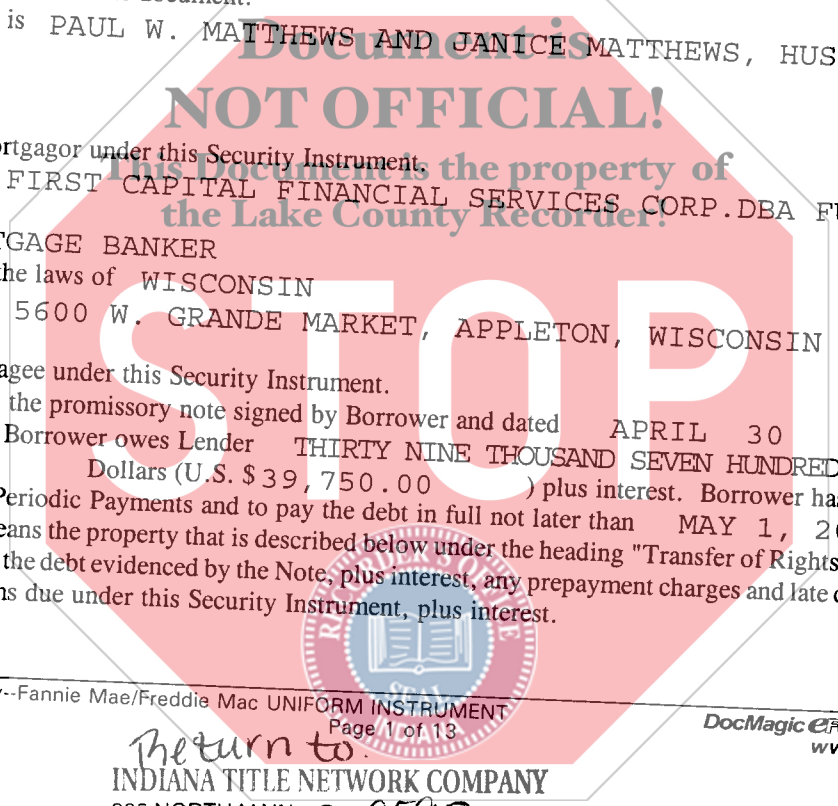 is PAUL W. MATTHEWS AND JANICE MATTHEWS, HUS
Document is
NOT OFFICIAL!
rtgagor under this Security Instrument.
This Document is the property of
FIRST CAPITAL FINANCIAL SERVICES CORP.DBA
the Lake County Recorder!
TGAGE BANKER
the laws of WISCONSIN
5600 W. GRANDE MARKET, APPLETON, WISCONSIN
STOP
agee under this Security Instrument.
the promissory note signed by Borrower and dated APRIL 30
Borrower owes Lender THIRTY NINE THOUSAND SEVEN HUNDRED
Dollars (U.S. $39,750.00 ) plus interest. Borrower ha
Periodic Payments and to pay the debt in full not later than MAY 1, 2
eans the property that is described below under the heading "Transfer of Rights
the debt evidenced by the Note, plus interest, any prepayment charges and late
ns due under this Security Instrument, plus interest.
RECORDER'S OFFICE
SEAL
--Fannie Mae/Freddie Mac UNIFORM INSTRUMENT
Page 1 of 13
DocMagic
Return to
INDIANA TITLE NETWORK COMPANY